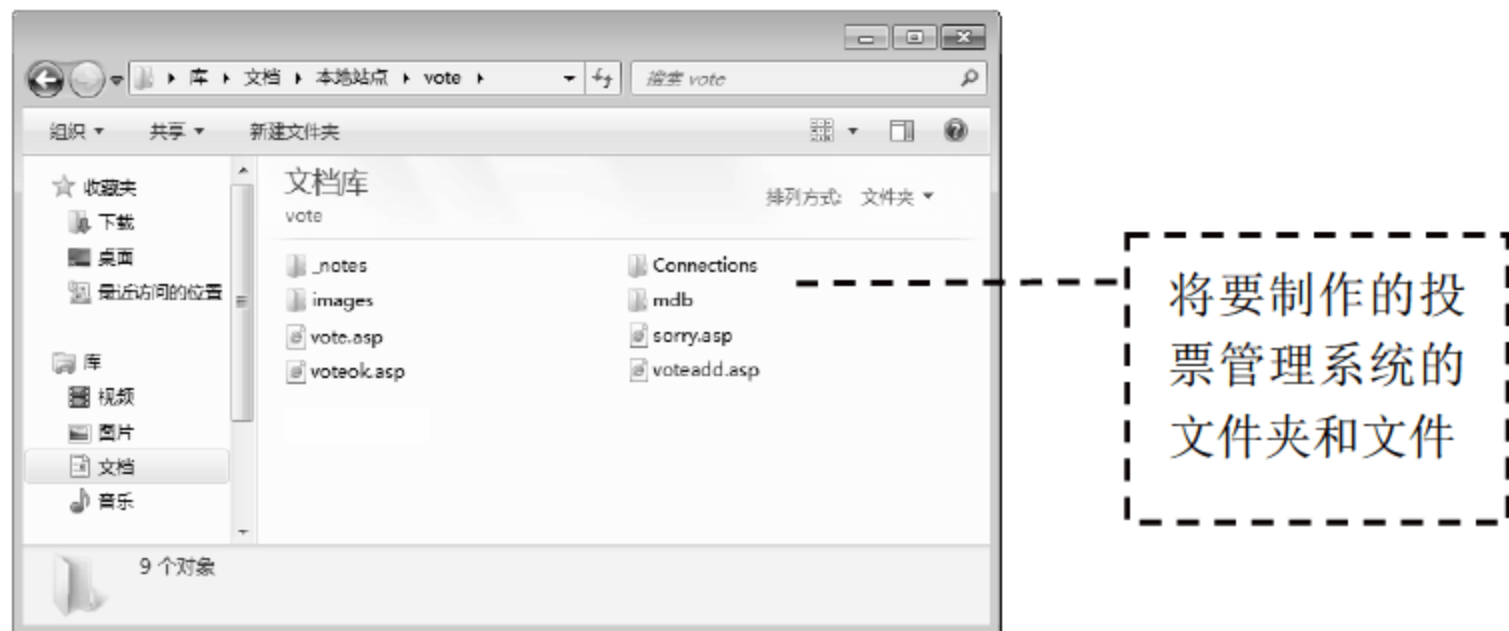 库 文档 本地站点 vote
搜索 vote
组织 共享 新建文件夹
收藏夹
下载
桌面
最近访问的位置
库
视频
图片
文档
音乐
文档库
vote
排列方式: 文件夹
_notes
Connections
images
mdb
vote.asp
sorry.asp
voteok.asp
voteadd.asp
9 个对象
将要制作的投
票管理系统的
文件夹和文件